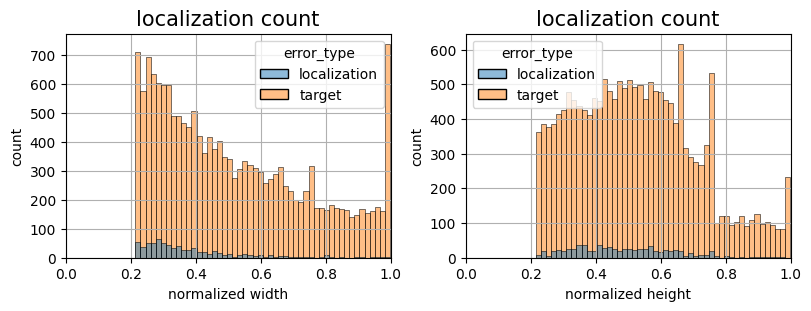 localization count
count
700
600
500
400
300
200
100
0
error_type
localization
target
0.0 0.2 0.4 0.6 0.8 1.0
normalized width
localization count
count
600
500
400
300
200
100
0
error_type
localization
target
0.0 0.2 0.4 0.6 0.8 1.0
normalized height